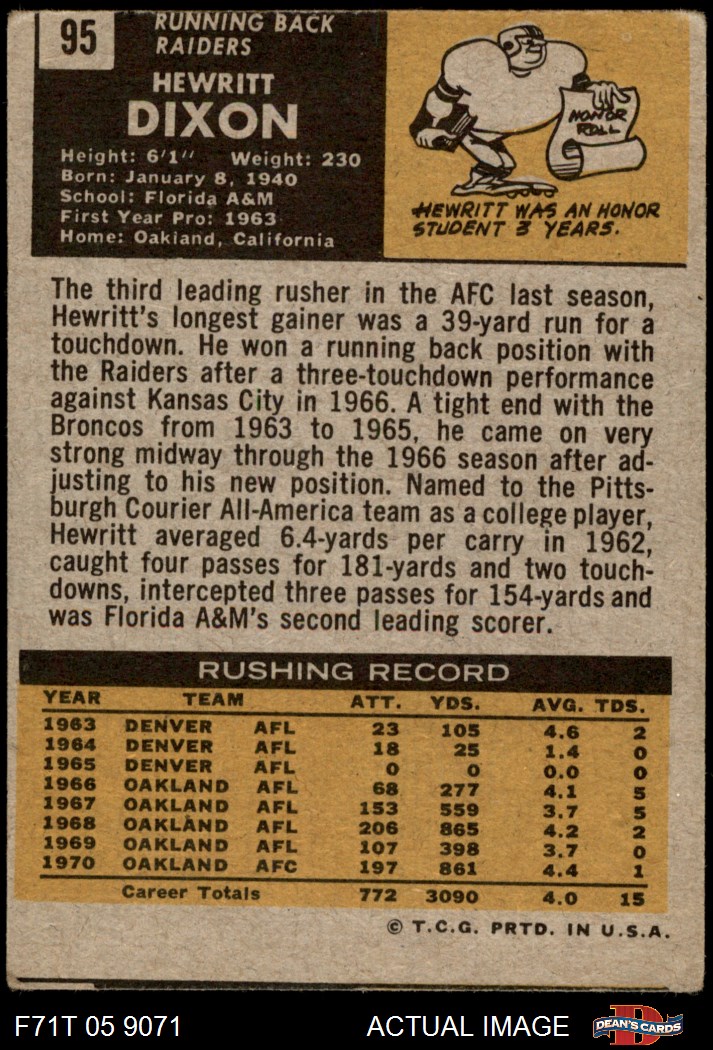 95
RUNNING BACK
RAIDERS
HEWRITT
DIXON
Height: 6'1" Weight: 230
Born: January 8, 1940
School: Florida A&M
First Year Pro: 1963
Home: Oakland, California
HONOR
ROLL
HEWRITT WAS AN HONOR
STUDENT 3 YEARS.
The third leading rusher in the AFC last season,
Hewritt's longest gainer was a 39-yard run for a
touchdown. He won a running back position with
the Raiders after a three-touchdown performance
against Kansas City in 1966. A tight end with the
Broncos from 1963 to 1965, he came on very
strong midway through the 1966 season after ad-
justing to his new position. Named to the Pitts-
burgh Courier All-America team as a college player,
Hewritt averaged 6.4-yards per carry in 1962,
caught four passes for 181-yards and two touch-
downs, intercepted three passes for 154-yards and
was Florida A&M's second leading scorer.
RUSHING RECORD
YEAR TEAM ATT. YDS. AVG. TDS.
1963 DENVER AFL 23 105 4.6 2
1964 DENVER AFL 18 25 1.4 0
1965 DENVER AFL 0 0 0.0 0
1966 OAKLAND AFL 68 277 4.1 5
1967 OAKLAND AFL 153 559 3.7 5
1968 OAKLAND AFL 206 865 4.2 2
1969 OAKLAND AFL 107 398 3.7 0
1970 OAKLAND AFC 197 861 4.4 1
Career Totals 772 3090 4.0 15
© T.C.G. PRTD. IN U.S.A.
F71T 05 9071 ACTUAL IMAGE
D
DEAN'S CARDS